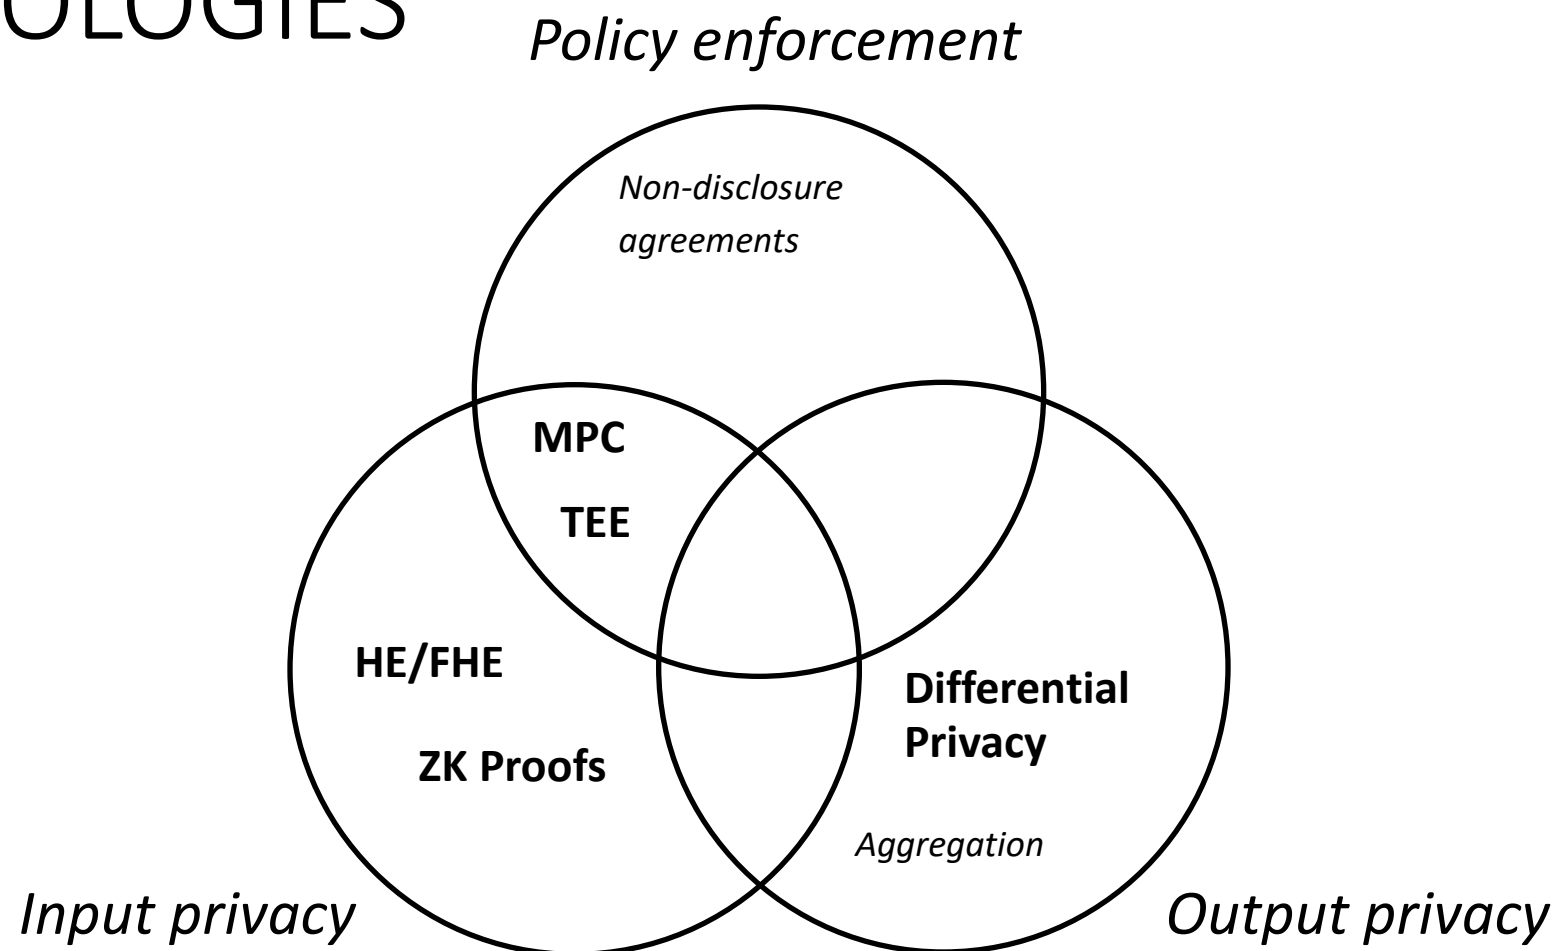 OLOGIES
Policy enforcement
Non-disclosure
agreements
MPC
TEE
HE/FHE
ZK Proofs
Differential
Privacy
Aggregation
Input privacy
Output privacy